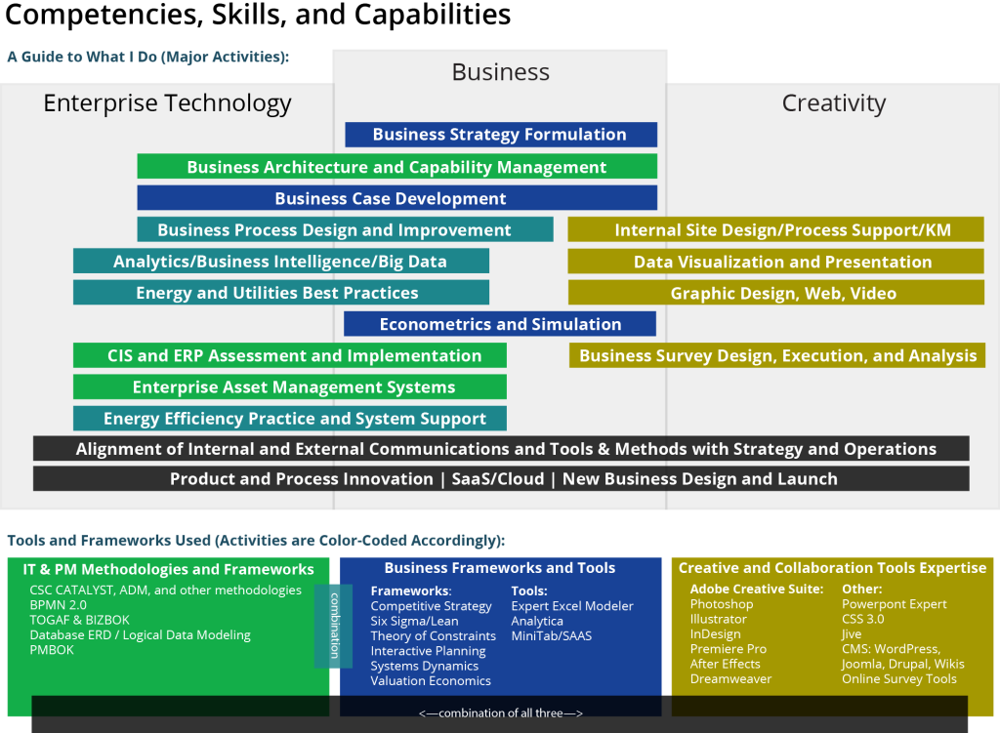 Competencies, Skills, and Capabilities
A Guide to What I Do (Major Activities):
Business
Enterprise Technology
Creativity
Business Strategy Formulation
Business Architecture and Capability Management
Business Case Development
Business Process Design and Improvement
Internal Site Design/Process Support/KM
Analytics/Business Intelligence/Big Data
Data Visualization and Presentation
Energy and Utilities Best Practices
Graphic Design, Web, Video
Econometrics and Simulation
CIS and ERP Assessment and Implementation
Business Survey Design, Execution, and Analysis
Enterprise Asset Management Systems
Energy Efficiency Practice and System Support
Alignment of Internal and External Communications and Tools & Methods with Strategy and Operations
Product and Process Innovation | SaaS/Cloud | New Business Design and Launch
Tools and Frameworks Used (Activities are Color-Coded Accordingly):
IT & PM Methodologies and Frameworks
CSC CATALYST, ADM, and other methodologies
BPMN 2.0
TOGAF & BIZBOK
Database ERD / Logical Data Modeling
PMBOK
combination
Business Frameworks and Tools
Frameworks:
Competitive Strategy
Six Sigma/Lean
Theory of Constraints
Interactive Planning
Systems Dynamics
Valuation Economics
Tools:
Expert Excel Modeler
Analytica
MiniTab/SAAS
Creative and Collaboration Tools Expertise
Adobe Creative Suite:
Photoshop
Illustrator
InDesign
Premiere Pro
After Effects
Dreamweaver
Other:
Powerpont Expert
CSS 3.0
Jive
CMS: WordPress,
Joomla, Drupal, Wikis
Online Survey Tools
<—combination of all three—>